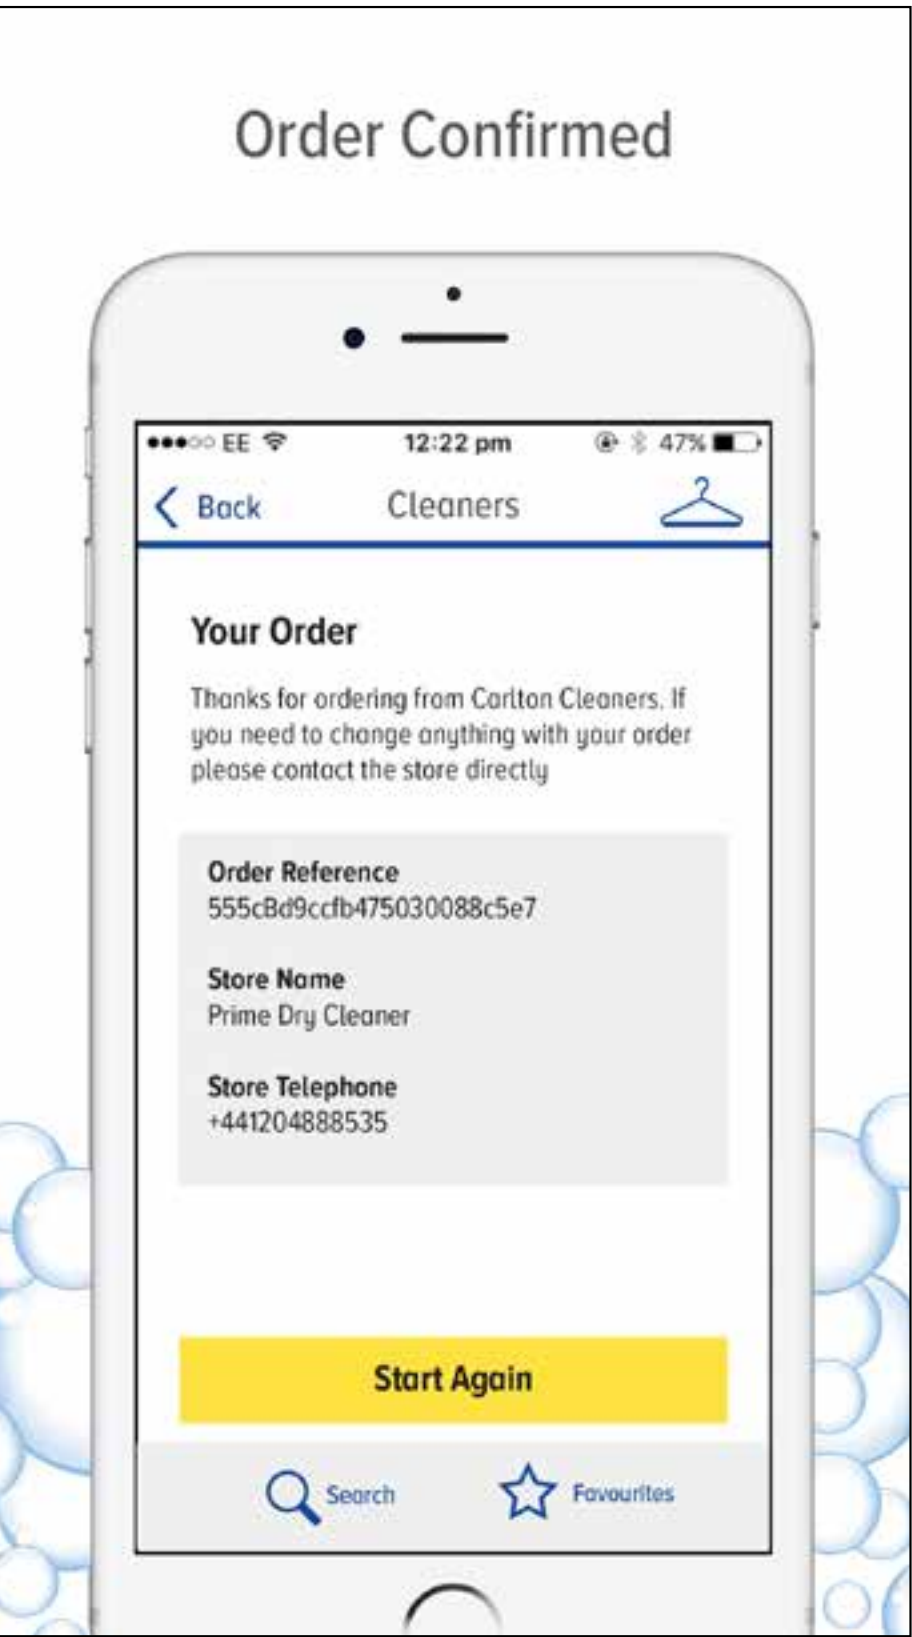 Order Confirmed
EE 12:22 pm 47%
Back Cleaners
Your Order
Thanks for ordering from Carlton Cleaners. If
you need to change anything with your order
please contact the store directly
Order Reference
555cBd9ccfb475030088c5e7
Store Name
Prime Dry Cleaner
Store Telephone
+441204888535
Start Again
Search Favourites